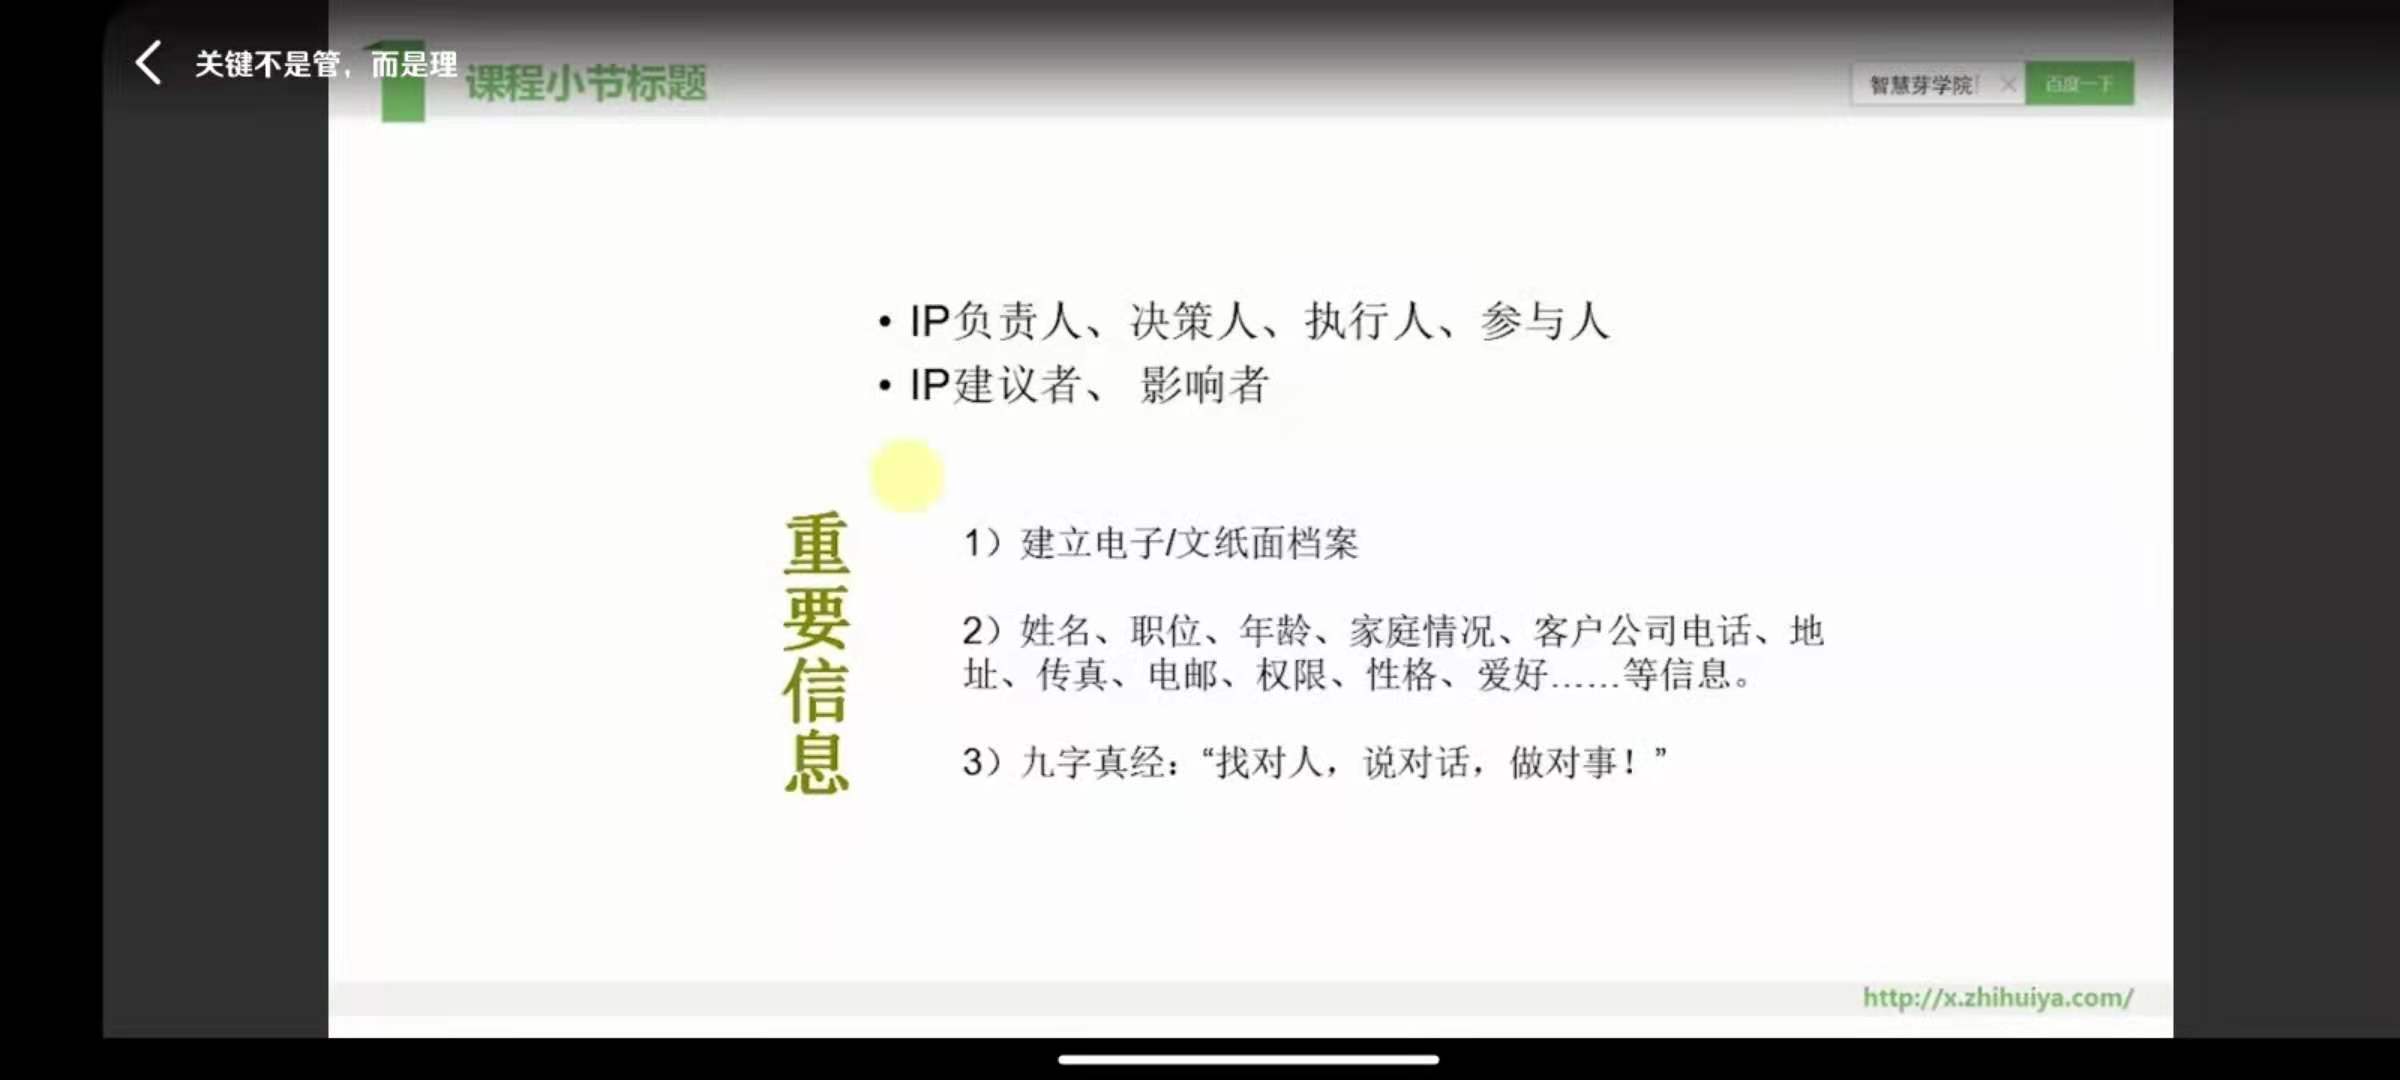 关键不是管，而是理
课程小节标题
智慧芽学院
百度一下
• IP负责人、决策人、执行人、参与人
• IP建议者、 影响者
重要信息
1）建立电子/文纸面档案
2）姓名、职位、年龄、家庭情况、客户公司电话、地
址、传真、电邮、权限、性格、爱好……等信息。
3）九字真经：“找对人，说对话，做对事！”
http://x.zhihuiya.com/